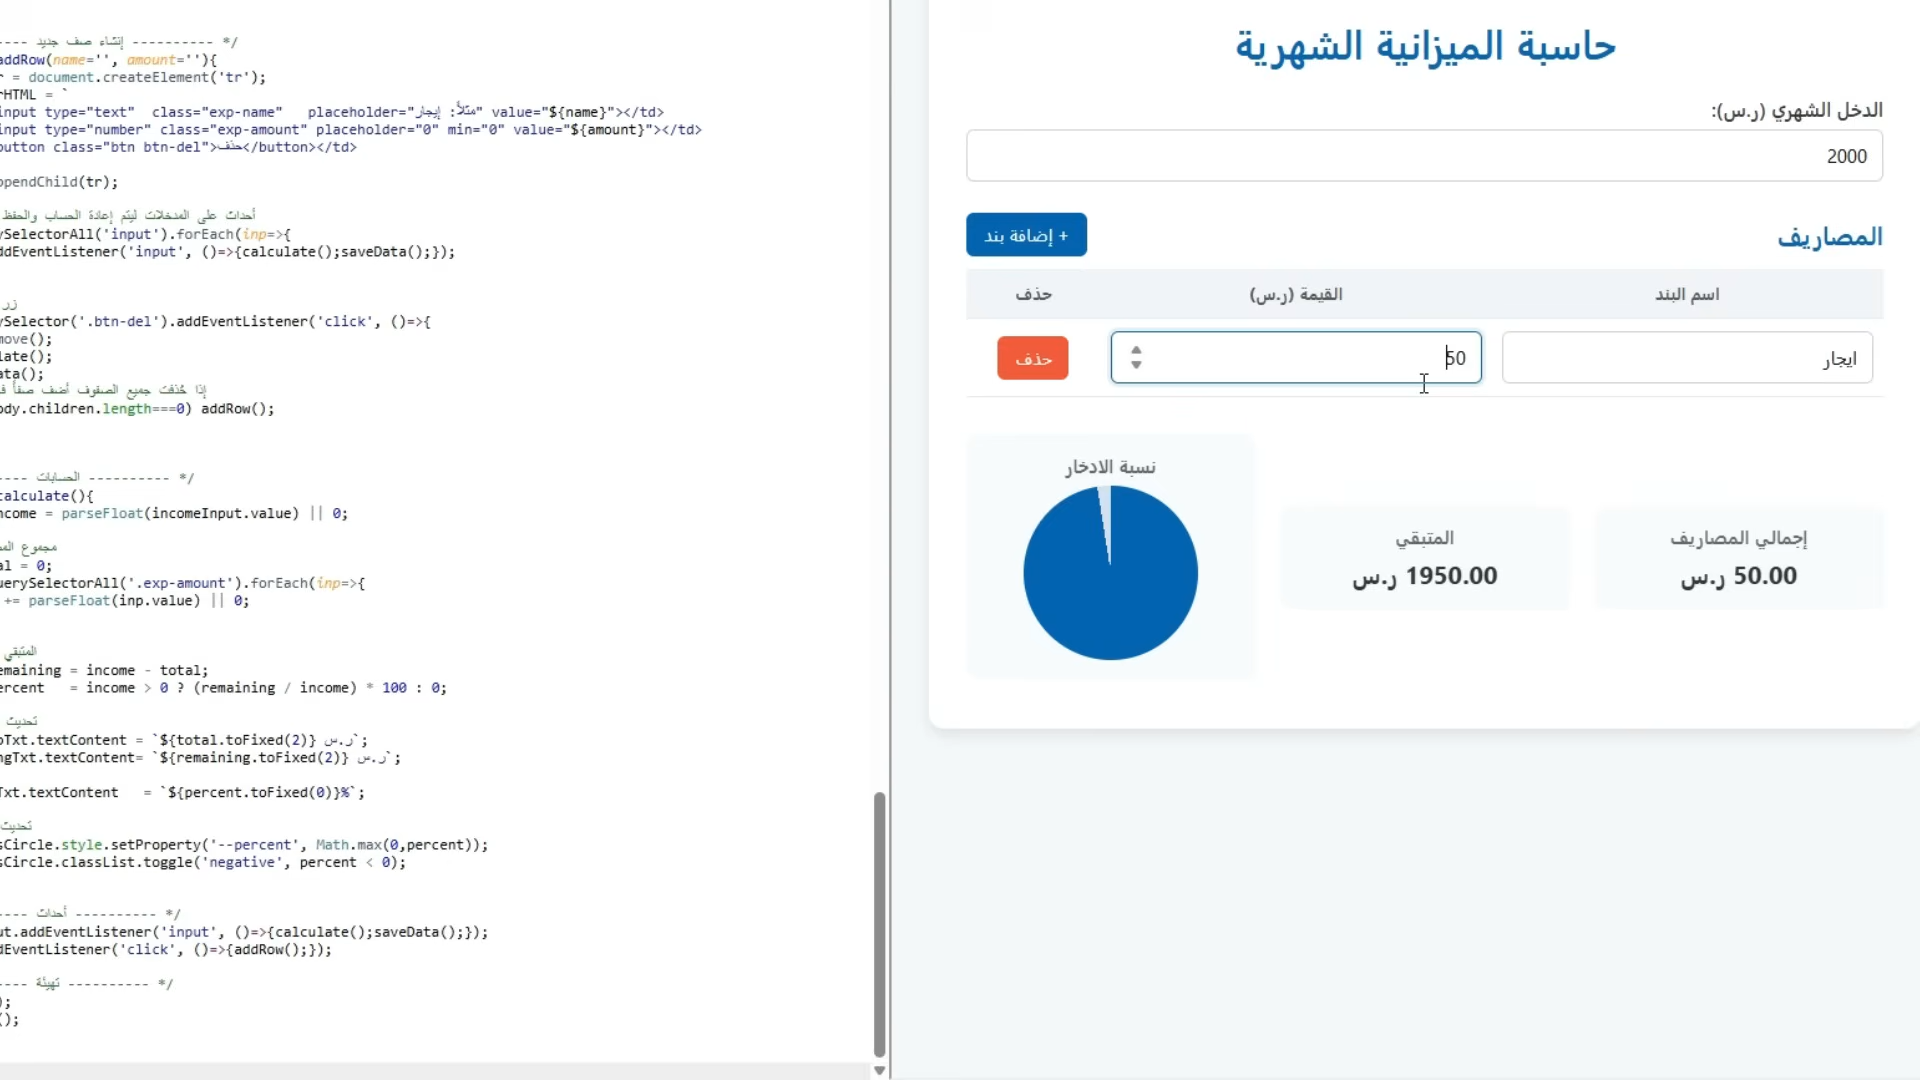 ---- إنشاء صف جديد ---------- */
addRow(name='', amount=''){
r = document.createElement('tr');
rHTML = `
input type="text"  class="exp-name"   placeholder="مثلاً: إيجار" value="${name}"></td>
input type="number" class="exp-amount" placeholder="0" min="0" value="${amount}"></td>
button class="btn btn-del">حذف</button></td>
ppendChild(tr);
أحداث على المدخلات ليتم إعادة الحساب والحفظ
ySelectorAll('input').forEach(inp=>{
ddEventListener('input', ()=>{calculate();saveData();});
زر
ySelector('.btn-del').addEventListener('click', ()=>{
move();
late();
ata();
إذا حُذفت جميع الصفوف أضف صفاً ف
ody.children.length===0) addRow();
---- الحسابات ---------- */
calculate(){
ncome = parseFloat(incomeInput.value) || 0;
مجموع الم
al = 0;
uerySelectorAll('.exp-amount').forEach(inp=>{
+= parseFloat(inp.value) || 0;
المتبقي
emaining = income - total;
ercent   = income > 0 ? (remaining / income) * 100 : 0;
تحديث
pTxt.textContent = `${total.toFixed(2)} ر.س`;
ngTxt.textContent= `${remaining.toFixed(2)} ر.س`;
Txt.textContent   = `${percent.toFixed(0)}%`;
تحديث
sCircle.style.setProperty('--percent', Math.max(0,percent));
sCircle.classList.toggle('negative', percent < 0);
---- أحداث ---------- */
ut.addEventListener('input', ()=>{calculate();saveData();});
dEventListener('click', ()=>{addRow();});
---- تهيئة ---------- */
);
();
حاسبة الميزانية الشهرية
الدخل الشهري (ر.س):
2000
المصاريف
+ إضافة بند
اسم البند
القيمة (ر.س)
حذف
ايجار
50
حذف
إجمالي المصاريف
50.00 ر.س
المتبقي
1950.00 ر.س
نسبة الادخار